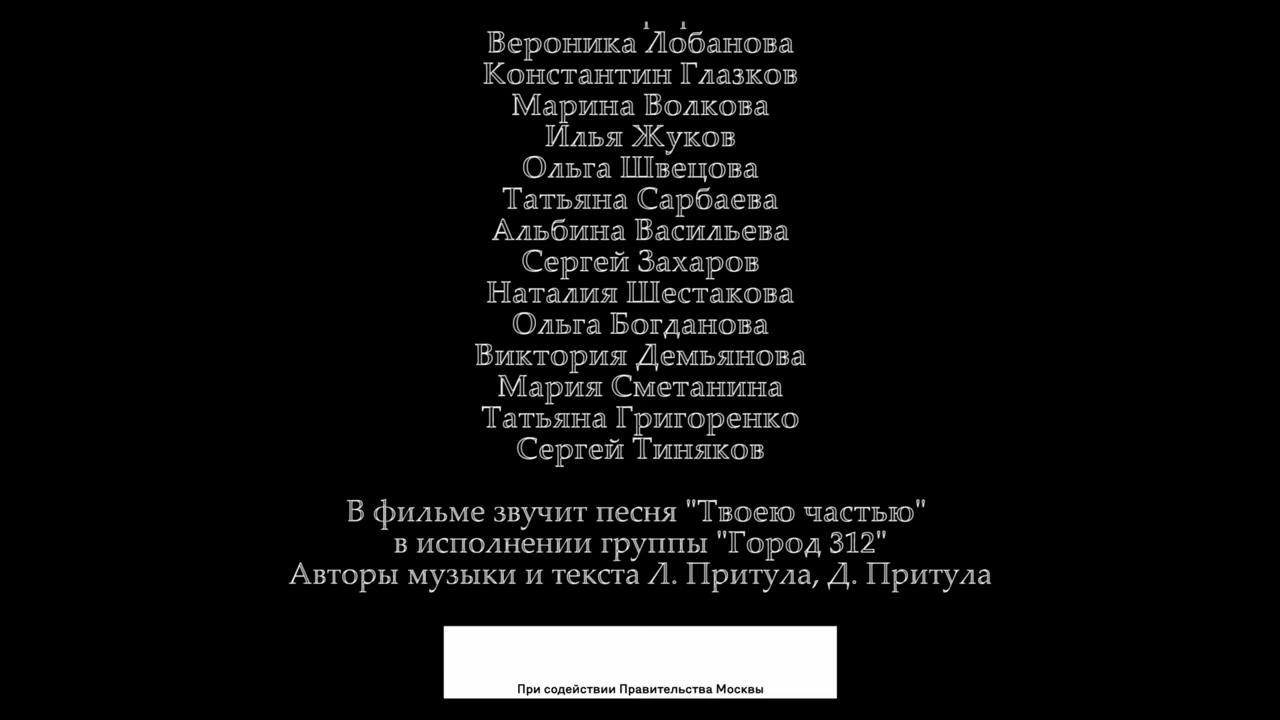 Вероника Лобанова
Константин Глазков
Марина Волкова
Илья Жуков
Ольга Швецова
Татьяна Сарбаева
Альбина Васильева
Сергей Захаров
Наталия Шестакова
Ольга Богданова
Виктория Демьянова
Мария Сметанина
Татьяна Григоренко
Сергей Тиняков
В фильме звучит песня "Твоею частью"
в исполнении группы "Город 312"
Авторы музыки и текста Л. Притула, Д. Притула
При содействии Правительства Москвы